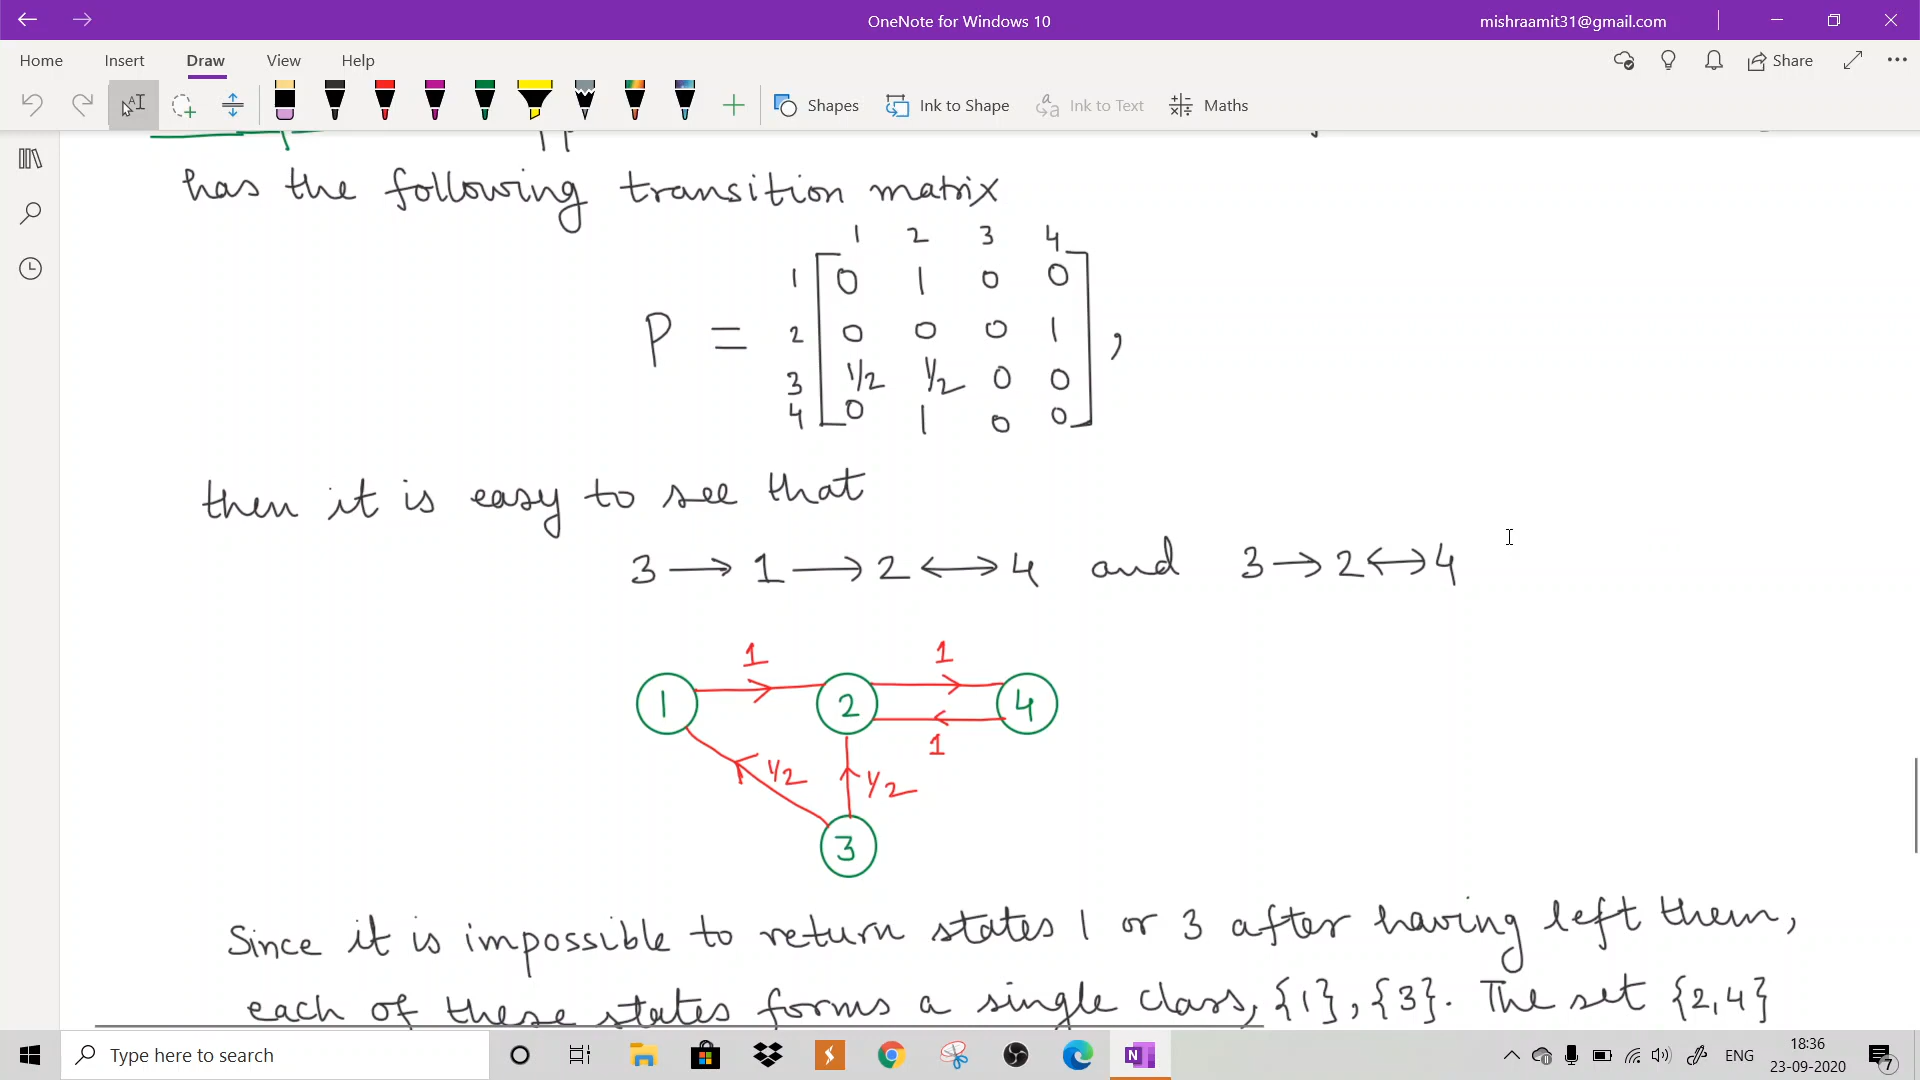 OneNote for Windows 10
mishraamit31@gmail.com
Home Insert Draw View Help
Share
Shapes Ink to Shape Ink to Text Maths
has the following transition matrix
1 2 3 4
1 0 1 0 0
P = 2 0 0 0 1 ,
3 1/2 1/2 0 0
4 0 1 0 0
then it is easy to see that
3 → 1 → 2 ↔ 4 and 3 → 2 ↔ 4
1 1
1 2 4
1
1/2 1/2
3
Since it is impossible to return states 1 or 3 after having left them,
each of these states forms a single class, {1}, {3}. The set {2,4}
Type here to search
ENG
18:36
23-09-2020
7